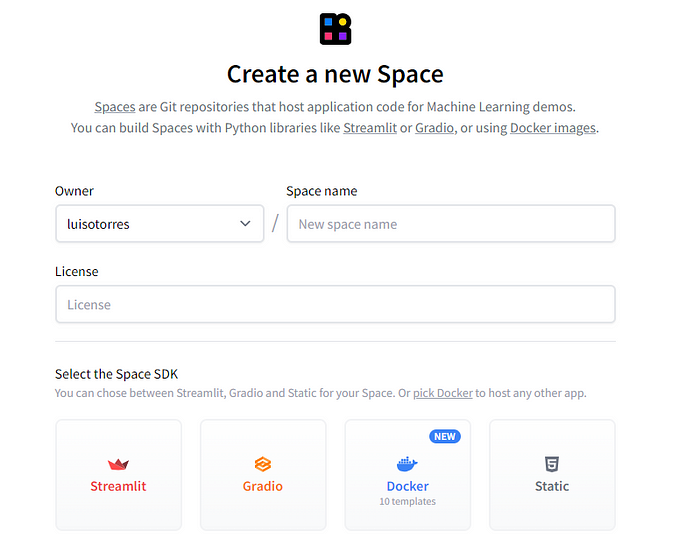 Create a new Space
Spaces are Git repositories that host application code for Machine Learning demos.
You can build Spaces with Python libraries like Streamlit or Gradio, or using Docker images.
Owner
Space name
luisotorres
/
New space name
License
License
Select the Space SDK
You can chose between Streamlit, Gradio and Static for your Space. Or pick Docker to host any other app.
Streamlit
Gradio
NEW
Docker
10 templates
Static